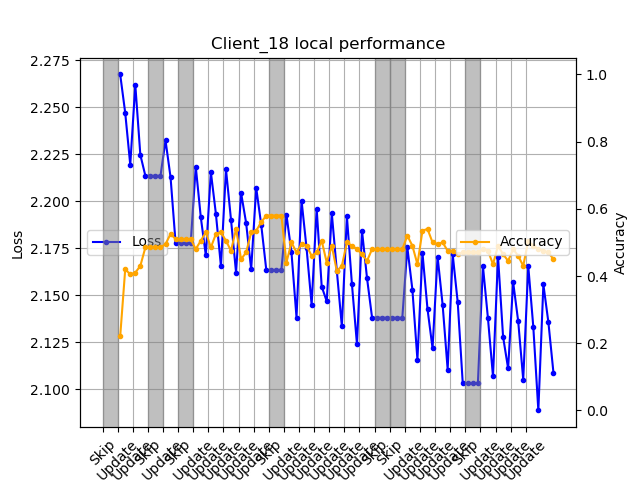 Client_18 local performance
2.275
2.250
2.225
2.200
2.175
2.150
2.125
2.100
Loss
1.0
0.8
0.6
0.4
0.2
0.0
Accuracy
Loss
Accuracy
Skip
Update
Update
Skip
Update
Skip
Update
Update
Update
Update
Update
Skip
Update
Update
Update
Update
Update
Update
Skip
Skip
Update
Update
Update
Update
Skip
Update
Update
Update
Update